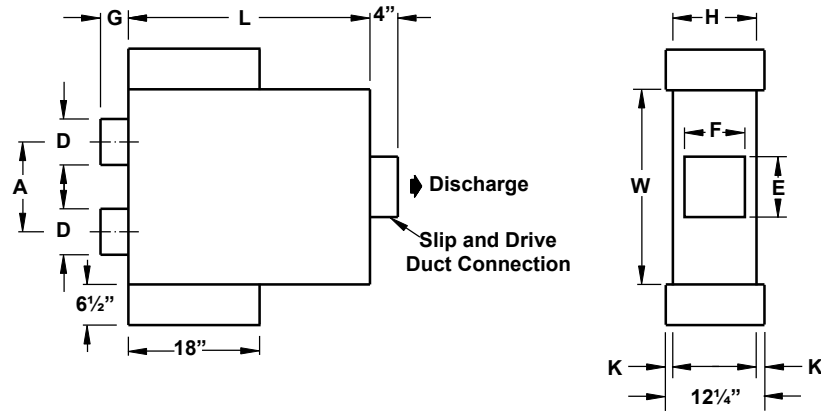 G
L
4”
H
D
A
D
W
F
E
Discharge
Slip and Drive
Duct Connection
6½”
18”
K
K
12¼”